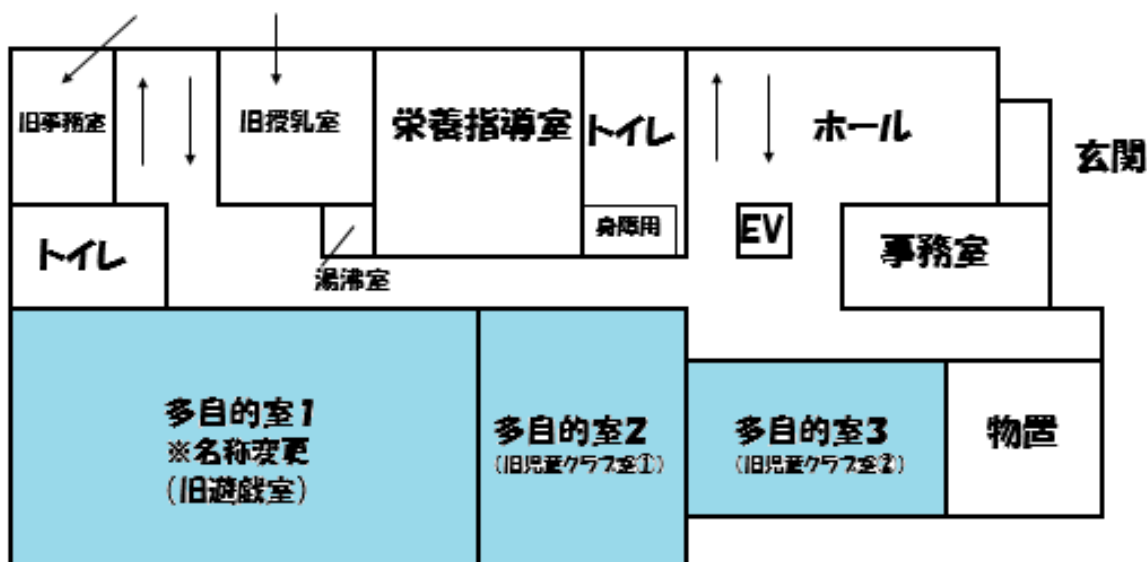 旧事務室
旧授乳室
栄養指導室
トイレ
ホール
玄関
身障用
EV
トイレ
事務室
湯沸室
多目的室1
※名称変更
(旧遊戯室)
多目的室2
(旧児童クラブ室①)
多目的室3
(旧児童クラブ室②)
物置